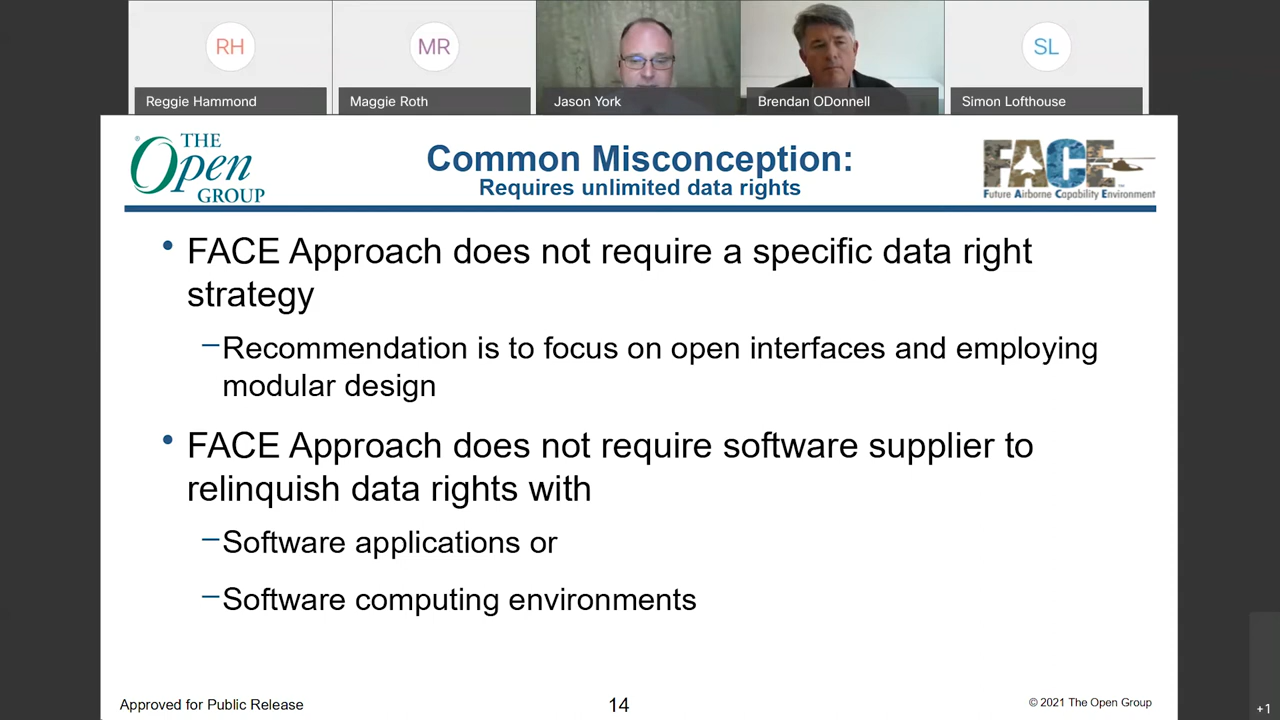 RH
MR
SL
Reggie Hammond
Maggie Roth
Jason York
Brendan ODonnell
Simon Lofthouse
® THE
Open
GROUP
Common Misconception:
Requires unlimited data rights
FACE™
Future Airborne Capability Environment
• FACE Approach does not require a specific data right
strategy
–Recommendation is to focus on open interfaces and employing
modular design
• FACE Approach does not require software supplier to
relinquish data rights with
–Software applications or
–Software computing environments
Approved for Public Release
14
© 2021 The Open Group
+1